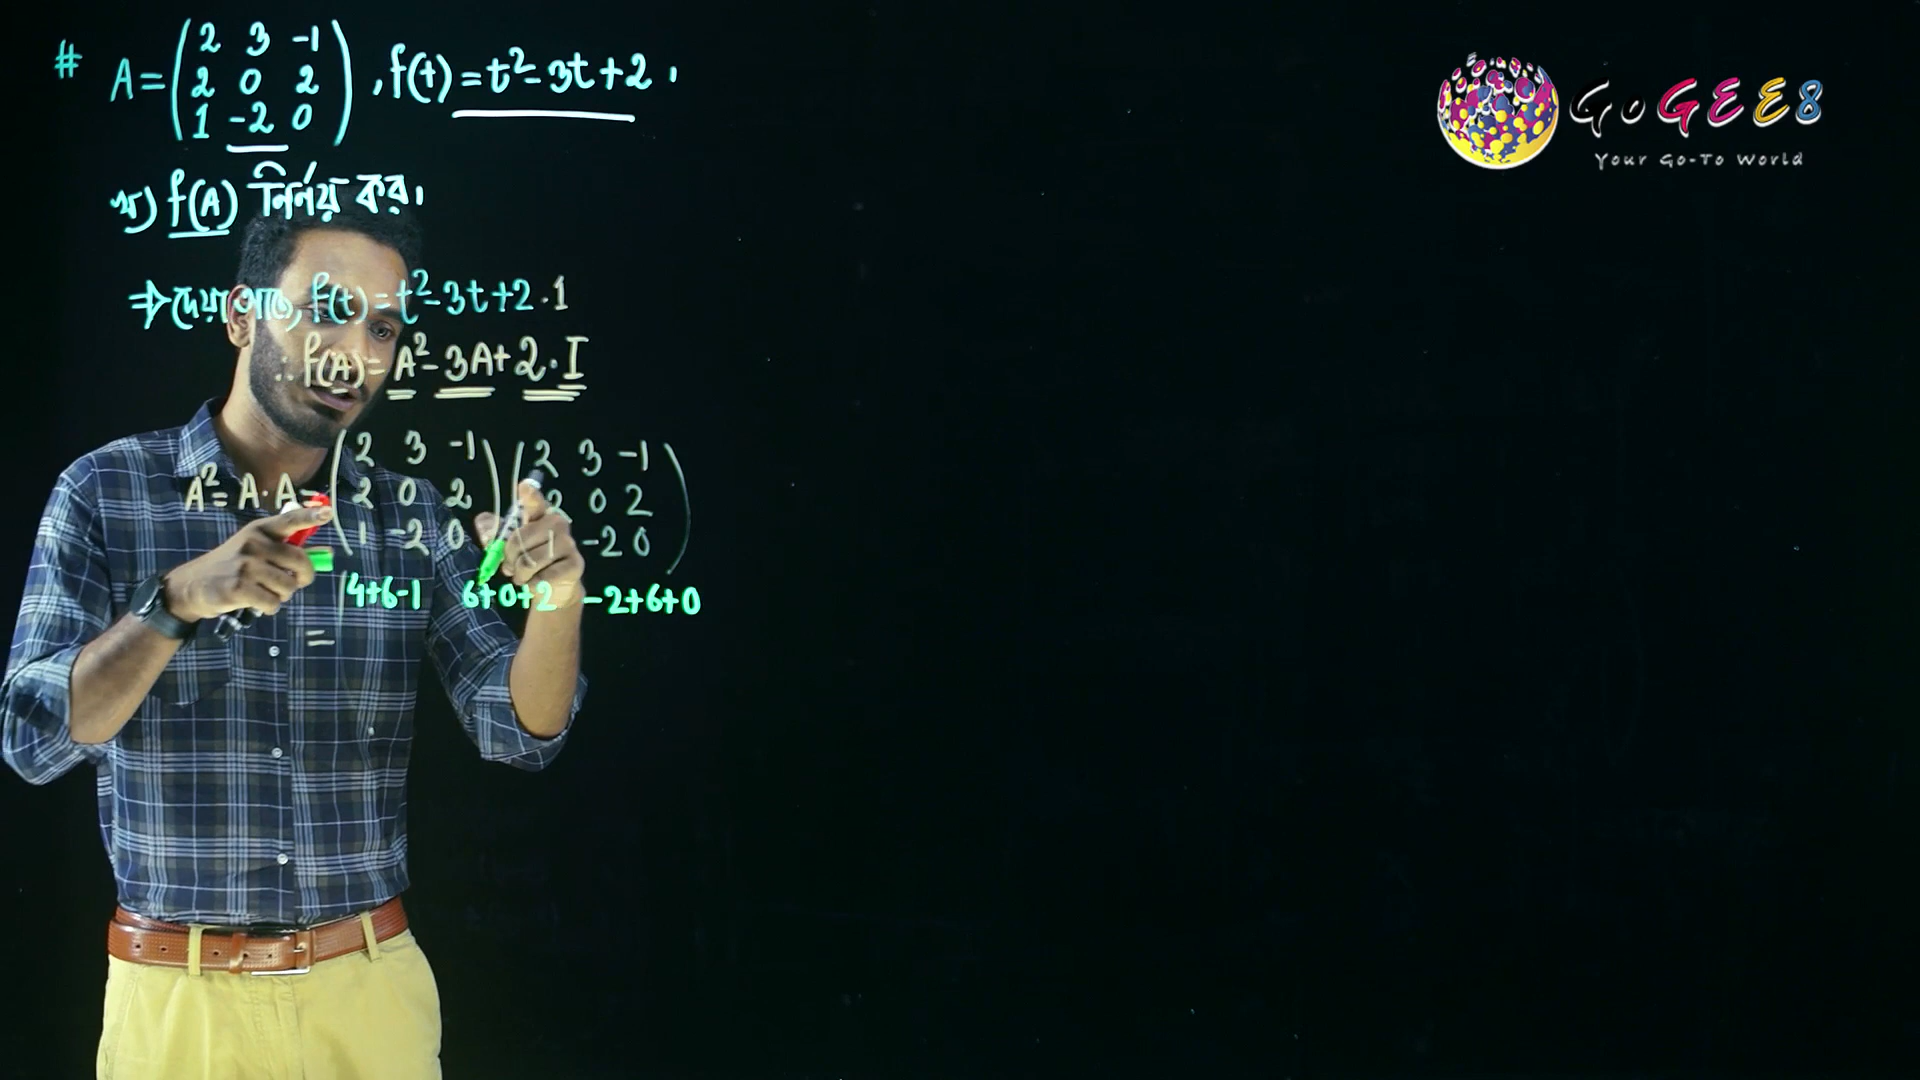 # A = ( 2 3 -1 ) , f(t) = t² - 3t + 2 ।
2 0 2
1 -2 0
খ) f(A) নির্ণয় কর।
⇒ দেয়া আছে, f(t) = t² - 3t + 2 · 1
∴ f(A) = A² - 3A + 2 · I
A² = A · A = ( 2 3 -1 ) ( 2 3 -1 )
2 0 2 2 0 2
1 -2 0 1 -2 0
4+6-1 6+0+2 -2+6+0
=
GoGEE8
Your Go-To World